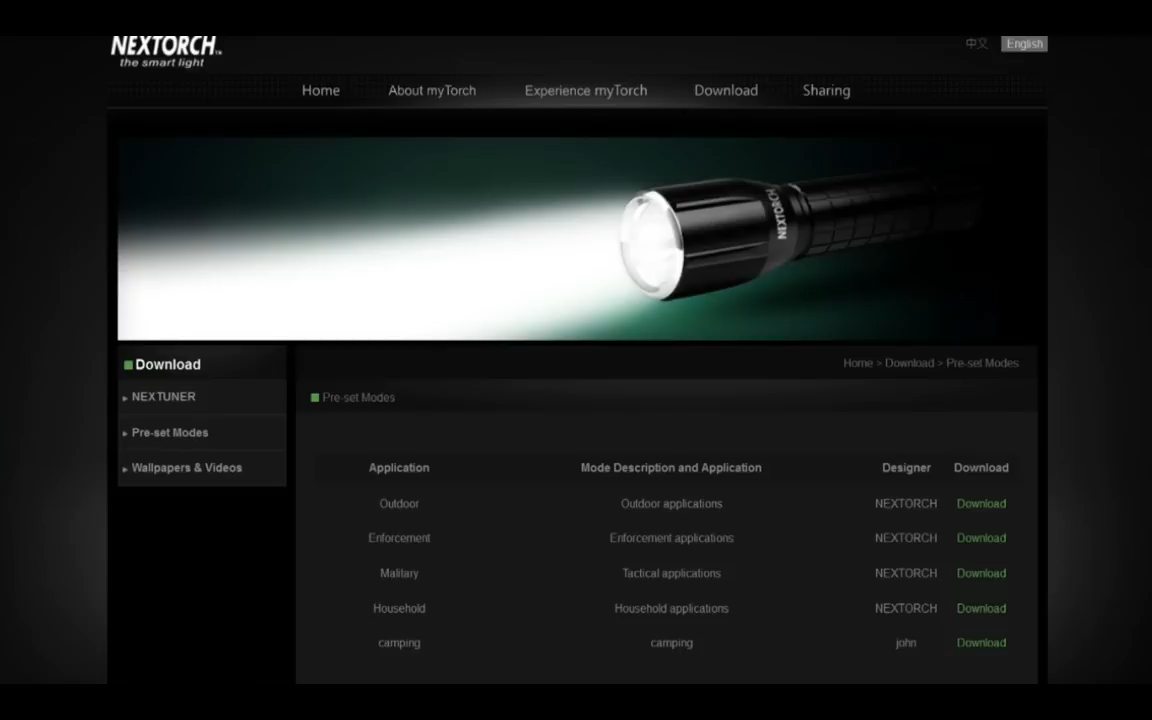 NEXTORCH™
the smart light
中文 English
Home About myTorch Experience myTorch Download Sharing
NEXTORCH
Download
NEXTUNER
Pre-set Modes
Wallpapers & Videos
Home > Download > Pre-set Modes
Pre-set Modes
Application Mode Description and Application Designer Download
Outdoor Outdoor applications NEXTORCH Download
Enforcement Enforcement applications NEXTORCH Download
Malitary Tactical applications NEXTORCH Download
Household Household applications NEXTORCH Download
camping camping john Download